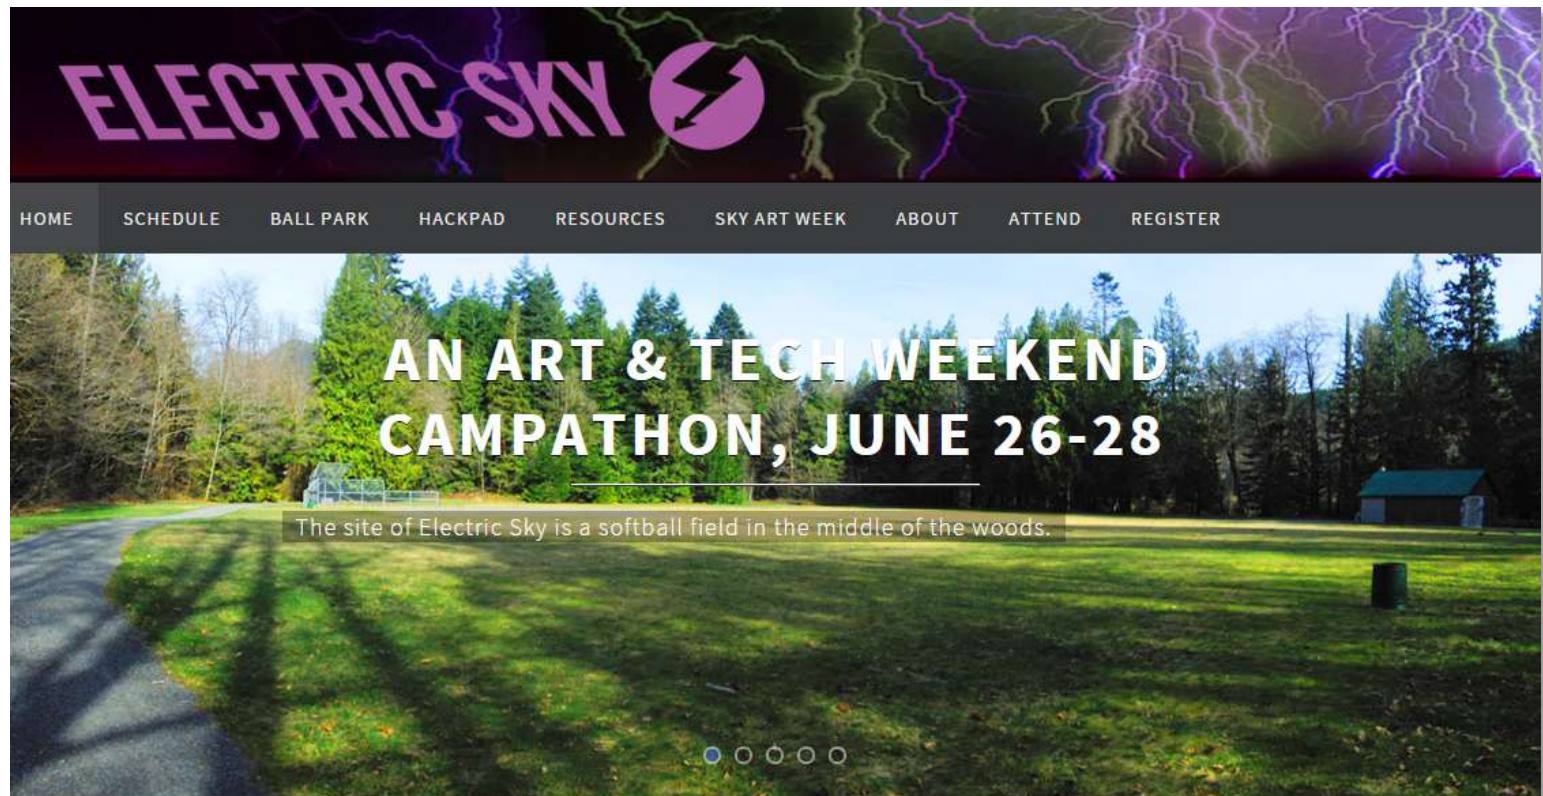 ELECTRIC SKY
HOME SCHEDULE BALL PARK HACKPAD RESOURCES SKY ART WEEK ABOUT ATTEND REGISTER
AN ART & TECH WEEKEND
CAMPATHON, JUNE 26-28
The site of Electric Sky is a softball field in the middle of the woods.